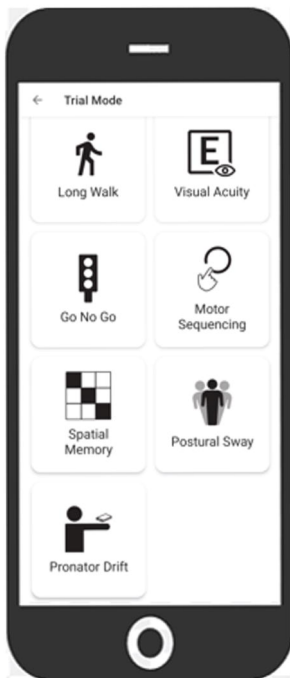 Trial Mode
Long Walk
Visual Acuity
E
Go No Go
Motor
Sequencing
Spatial
Memory
Postural Sway
Pronator Drift